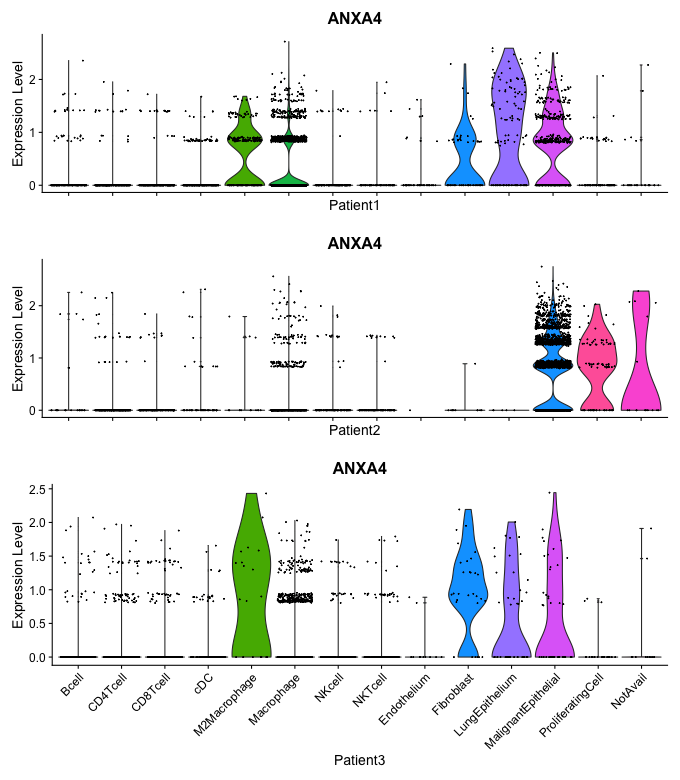 ANXA4
Expression Level
2
1
0
Patient1
ANXA4
Expression Level
2
1
0
Patient2
ANXA4
Expression Level
2.5
2.0
1.5
1.0
0.5
0.0
Bcell
CD4Tcell
CD8Tcell
cDC
M2Macrophage
Macrophage
NKcell
NKTcell
Endothelium
Fibroblast
LungEpithelium
MalignantEpithelial
ProliferatingCell
NotAvail
Patient3